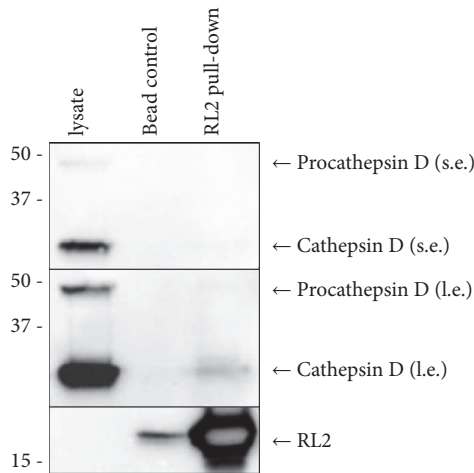 lysate
Bead control
RL2 pull-down
50 -
← Procathepsin D (s.e.)
37 -
← Cathepsin D (s.e.)
50 -
← Procathepsin D (l.e.)
37 -
← Cathepsin D (l.e.)
← RL2
15 -